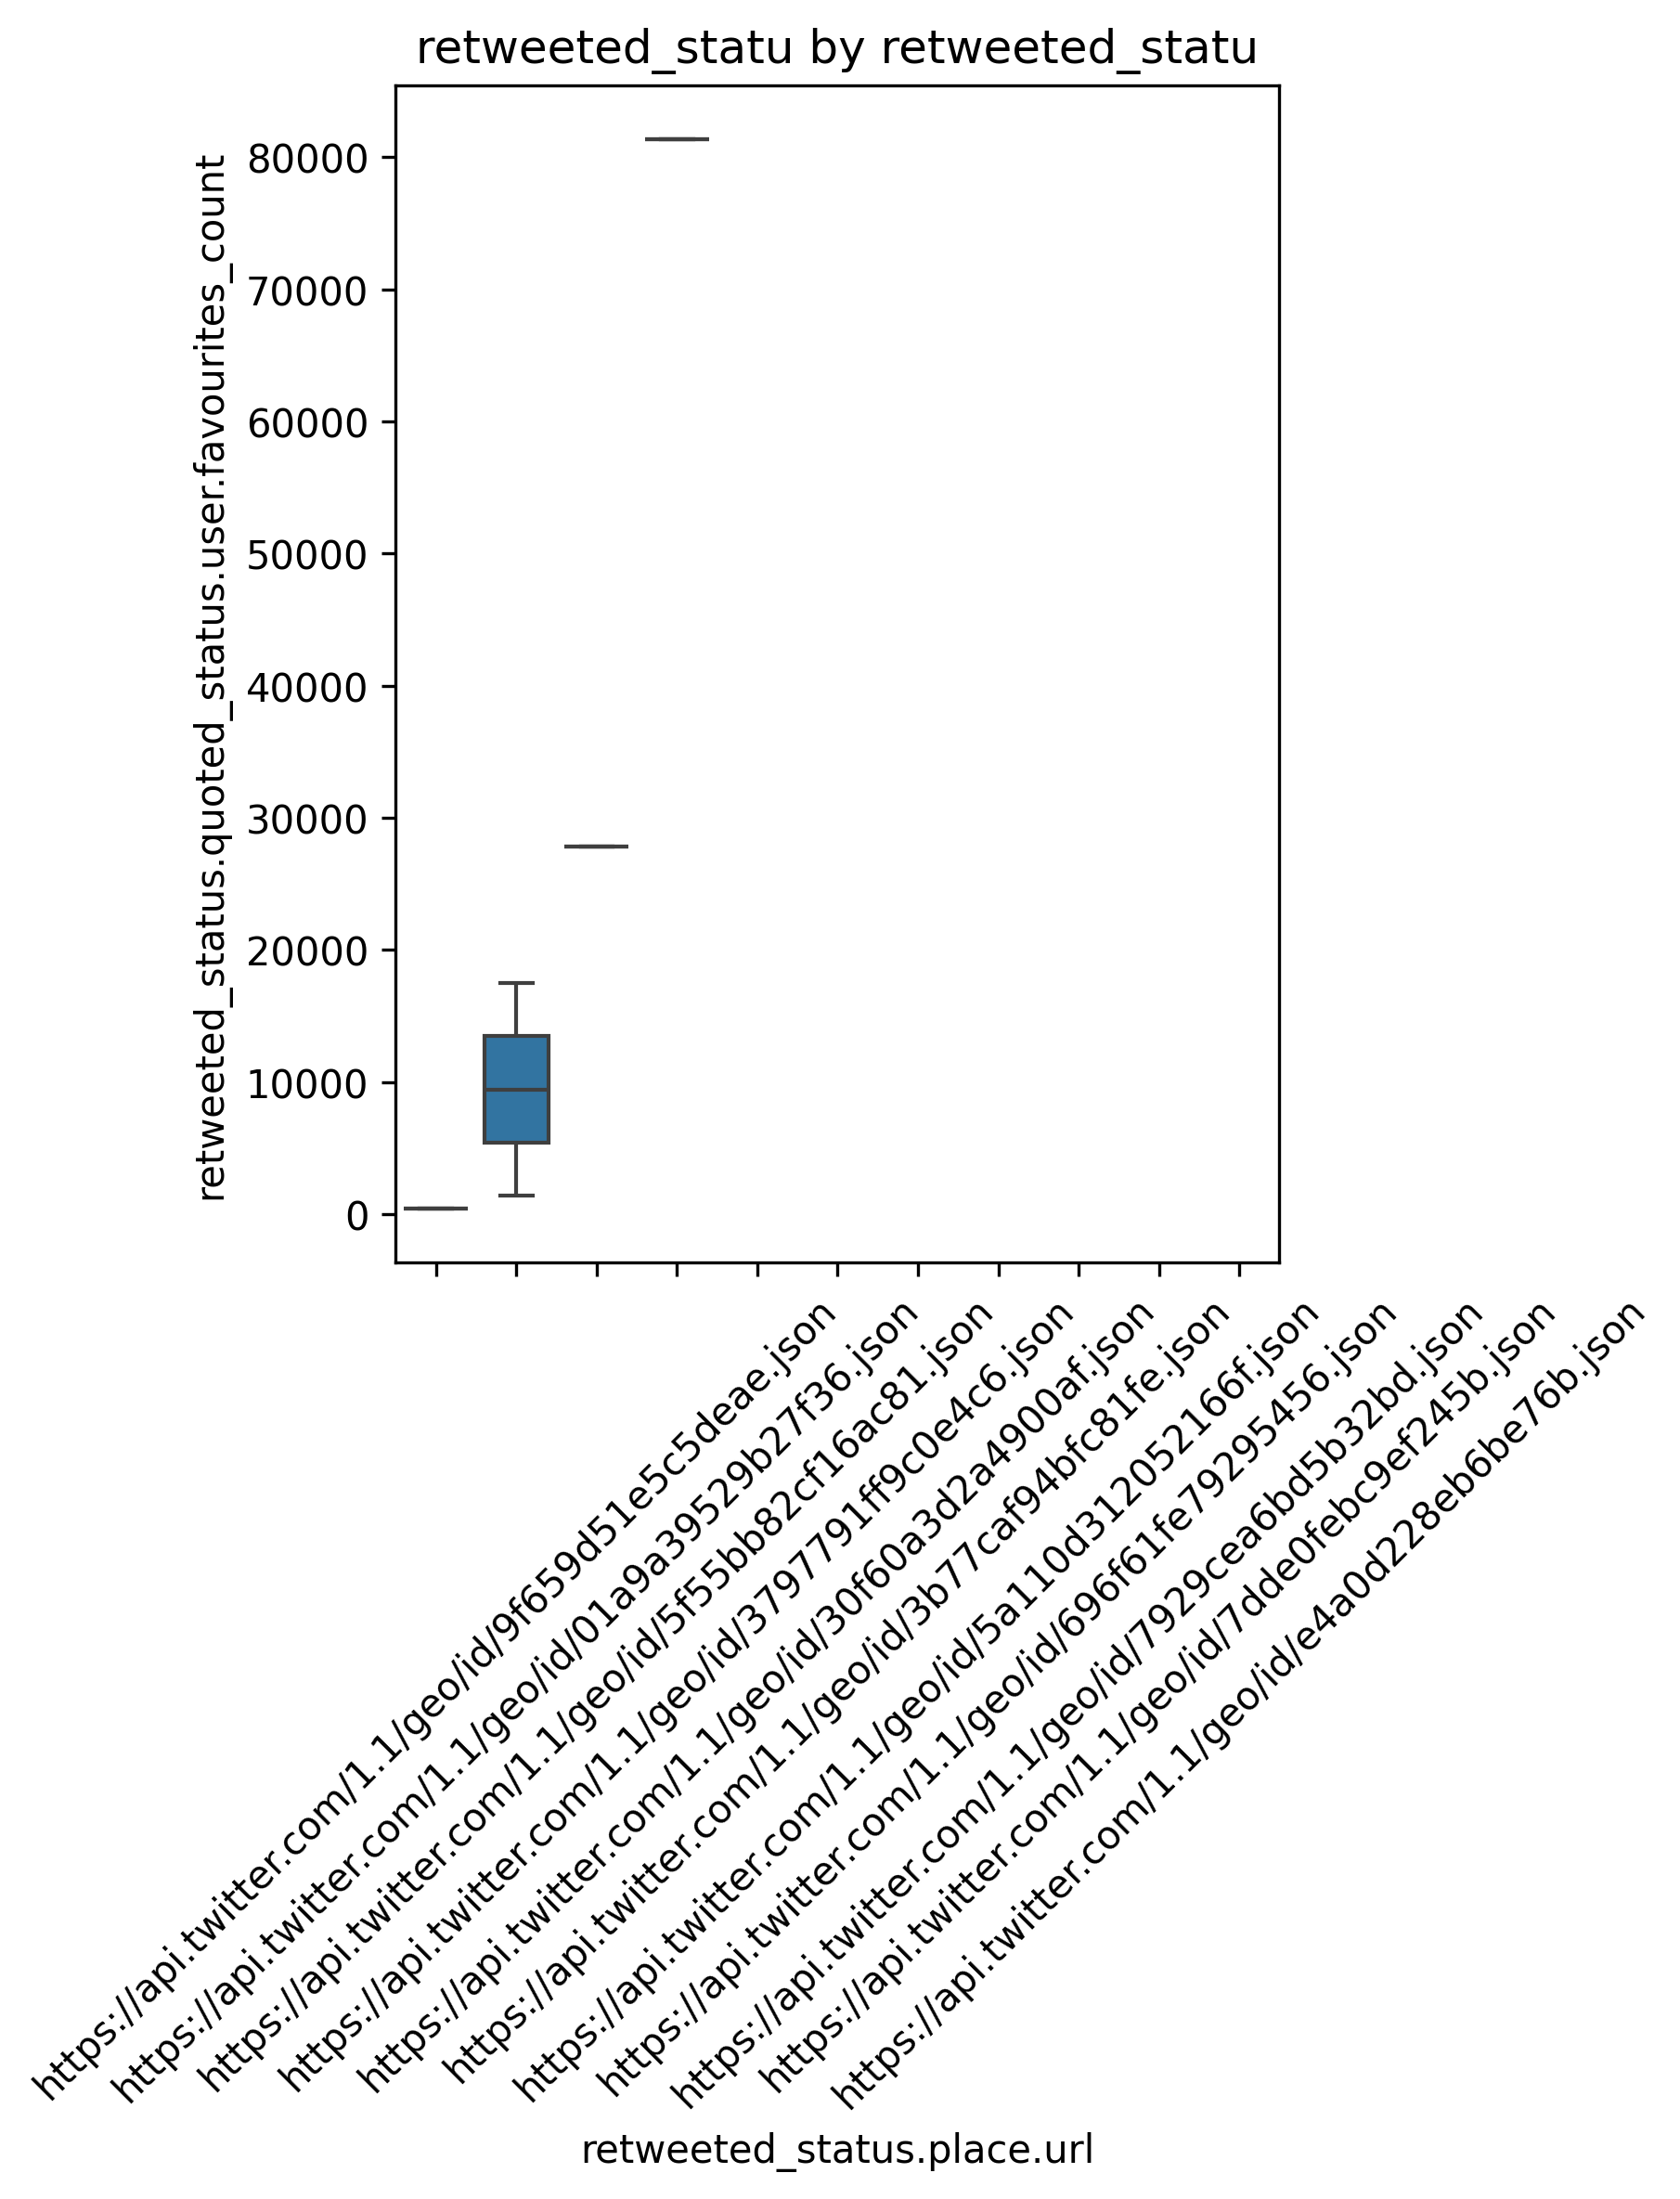 retweeted_statu by retweeted_statu
retweeted_status.quoted_status.user.favourites_count
80000
70000
60000
50000
40000
30000
20000
10000
0
https://api.twitter.com/1.1/geo/id/9f659d51e5c5deae.json
https://api.twitter.com/1.1/geo/id/01a9a39529b27f36.json
https://api.twitter.com/1.1/geo/id/5f55bb82cf16ac81.json
https://api.twitter.com/1.1/geo/id/379779​1ff9c0e4c6.json
https://api.twitter.com/1.1/geo/id/30f60a3d2a4900af.json
https://api.twitter.com/1.1/geo/id/3b77caf94bfc81fe.json
https://api.twitter.com/1.1/geo/id/5a110d312052166f.json
https://api.twitter.com/1.1/geo/id/696f61fe79295456.json
https://api.twitter.com/1.1/geo/id/7929cea6bd5b32bd.json
https://api.twitter.com/1.1/geo/id/7dde0febc9ef245b.json
https://api.twitter.com/1.1/geo/id/e4a0d228eb6be76b.json
retweeted_status.place.url